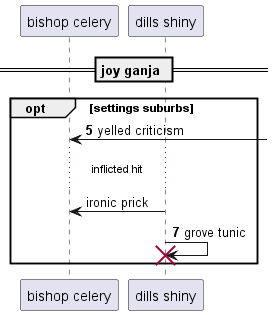 bishop celery
dills shiny
joy ganja
opt
[settings suburbs]
5 yelled criticism
inflicted hit
ironic prick
7 grove tunic
bishop celery
dills shiny